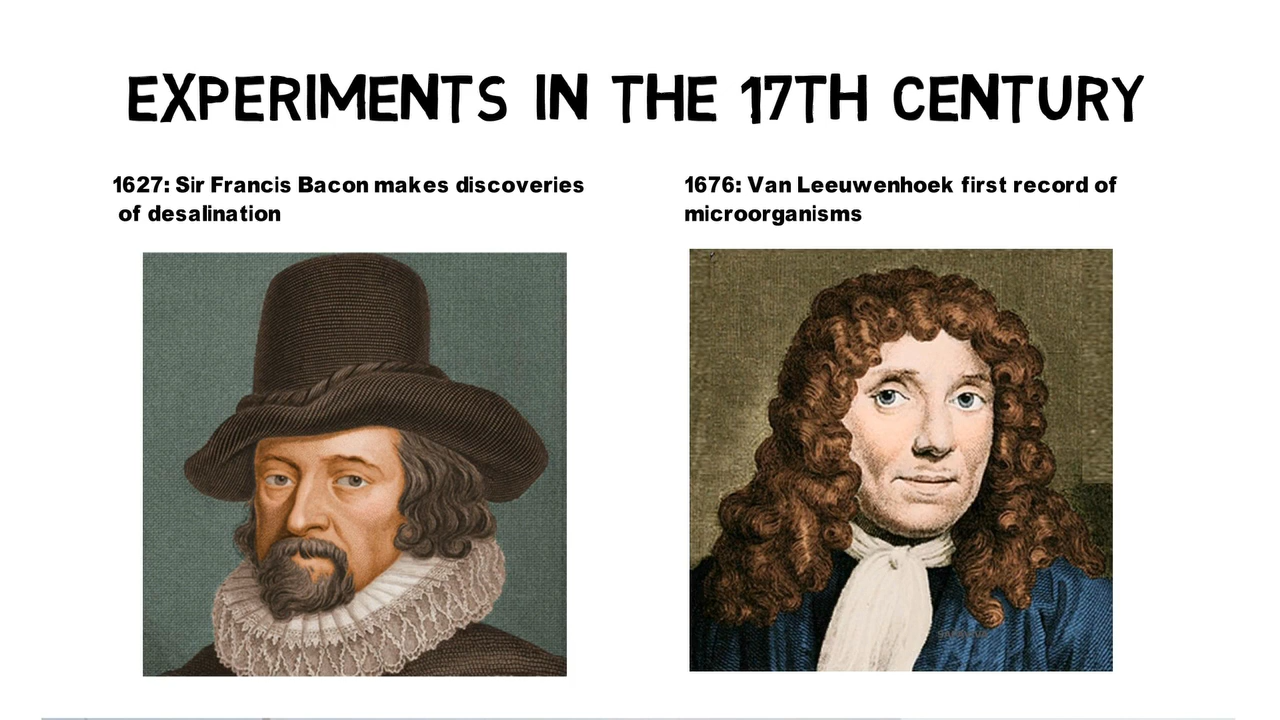 EXPERIMENTS IN THE 17TH CENTURY
1627: Sir Francis Bacon makes discoveries
of desalination
1676: Van Leeuwenhoek first record of
microorganisms